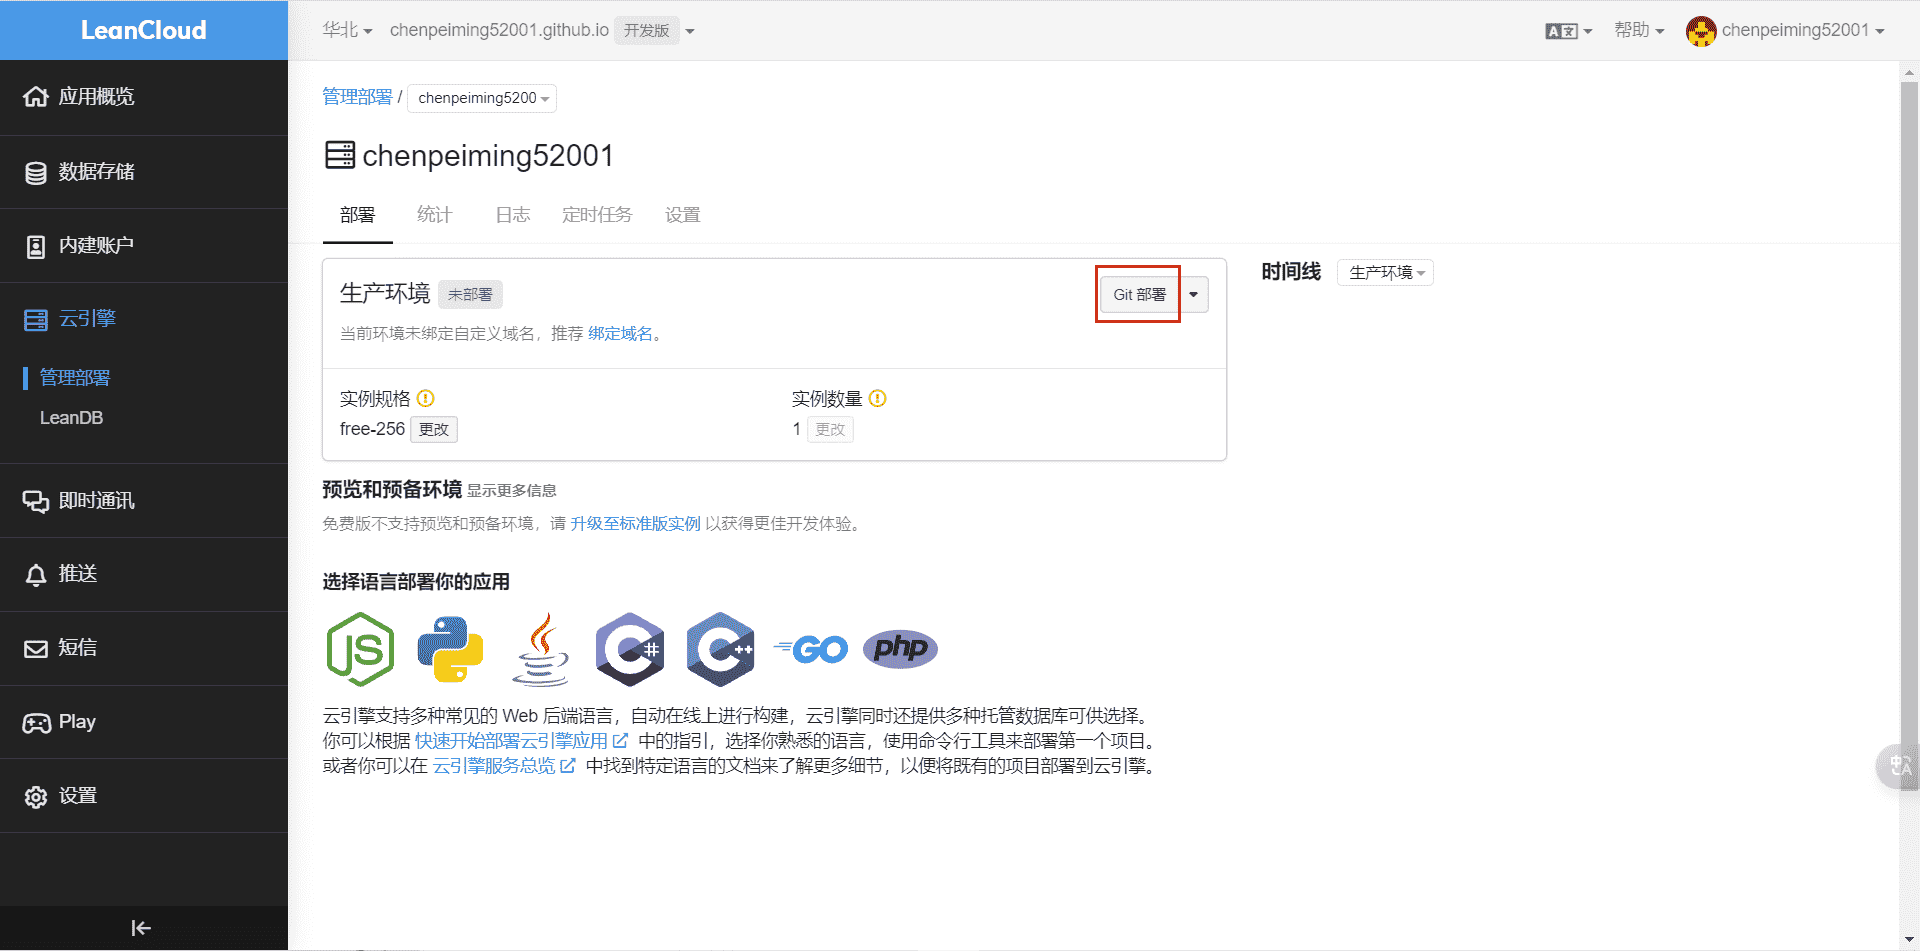 LeanCloud
华北
chenpeiming52001.github.io 开发版
帮助
chenpeiming52001
应用概览
数据存储
内建账户
云引擎
管理部署
LeanDB
即时通讯
推送
短信
Play
设置
管理部署 / chenpeiming5200
chenpeiming52001
部署 统计 日志 定时任务 设置
生产环境 未部署
Git 部署
当前环境未绑定自定义域名，推荐 绑定域名。
实例规格
free-256 更改
实例数量
1 更改
时间线 生产环境
预览和预备环境 显示更多信息
免费版不支持预览和预备环境，请 升级至标准版实例 以获得更佳开发体验。
选择语言部署你的应用
JS C# C++ GO php
云引擎支持多种常见的 Web 后端语言，自动在线上进行构建，云引擎同时还提供多种托管数据库可供选择。
你可以根据 快速开始部署云引擎应用 中的指引，选择你熟悉的语言，使用命令行工具来部署第一个项目。
或者你可以在 云引擎服务总览 中找到特定语言的文档来了解更多细节，以便将既有的项目部署到云引擎。